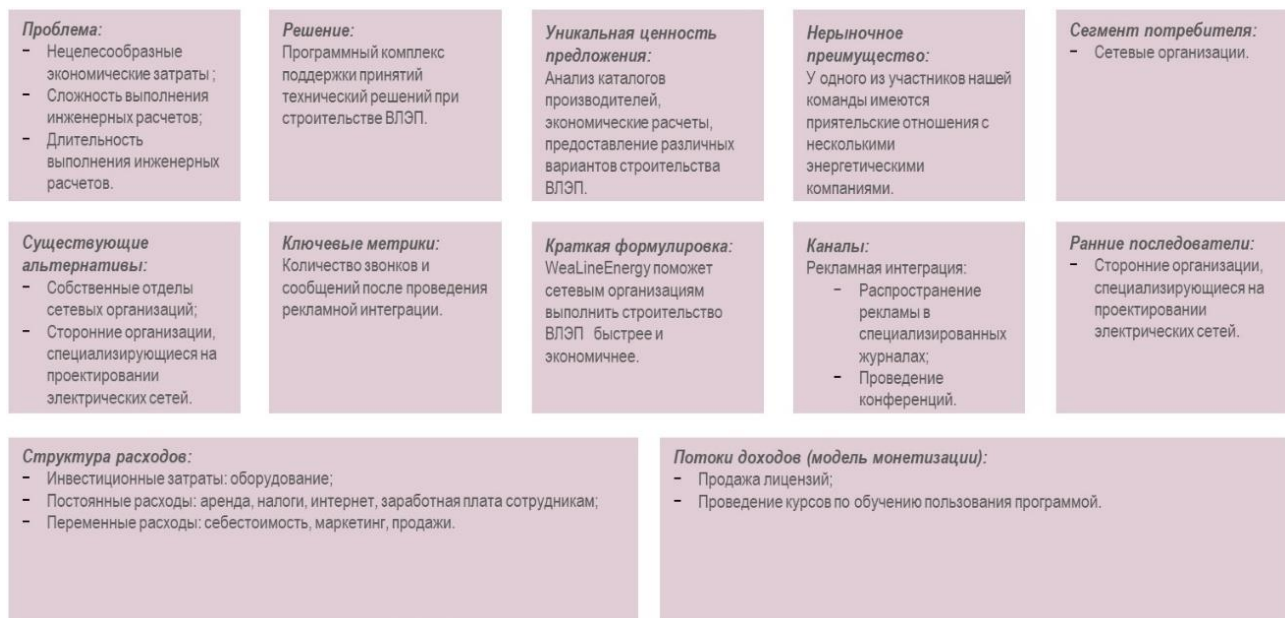 Проблема:
- Нецелесообразные
экономические затраты ;
- Сложность выполнения
инженерных расчетов;
- Длительность
выполнения инженерных
расчетов.
Решение:
Программный комплекс
поддержки принятий
технический решений при
строительстве ВЛЭП.
Уникальная ценность
предложения:
Анализ каталогов
производителей,
экономические расчеты,
предоставление различных
вариантов строительства
ВЛЭП.
Нерыночное
преимущество:
У одного из участников нашей
команды имеются
приятельские отношения с
несколькими
энергетическими
компаниями.
Сегмент потребителя:
- Сетевые организации.
Существующие
альтернативы:
- Собственные отделы
сетевых организаций;
- Сторонние организации,
специализирующиеся на
проектировании
электрических сетей.
Ключевые метрики:
Количество звонков и
сообщений после проведения
рекламной интеграции.
Краткая формулировка:
WeaLineEnergy поможет
сетевым организациям
выполнить строительство
ВЛЭП быстрее и
экономичнее.
Каналы:
Рекламная интеграция:
- Распространение
рекламы в
специализированных
журналах;
- Проведение
конференций.
Ранние последователи:
- Сторонние организации,
специализирующиеся на
проектировании
электрических сетей.
Структура расходов:
- Инвестиционные затраты: оборудование;
- Постоянные расходы: аренда, налоги, интернет, заработная плата сотрудникам;
- Переменные расходы: себестоимость, маркетинг, продажи.
Потоки доходов (модель монетизации):
- Продажа лицензий;
- Проведение курсов по обучению пользования программой.